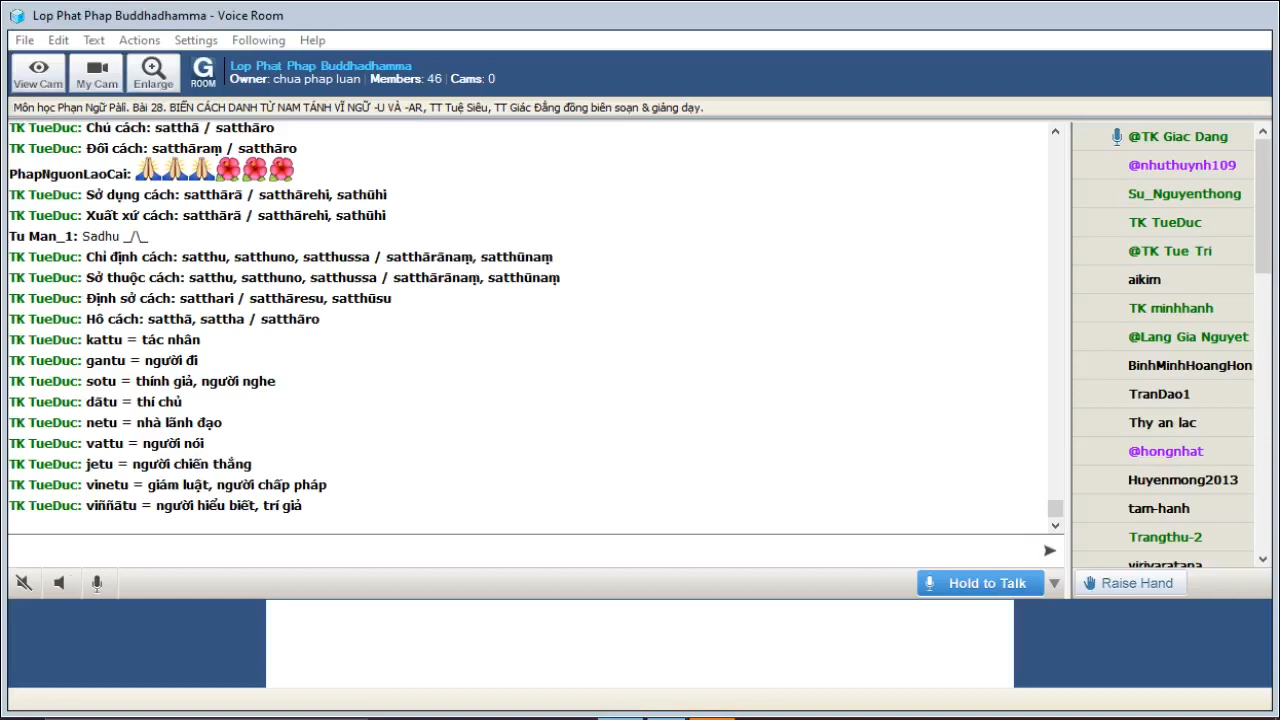 Lop Phat Phap Buddhadhamma - Voice Room
File Edit Text Actions Settings Following Help
View Cam My Cam Enlarge G ROOM
Lop Phat Phap Buddhadhamma
Owner: chua phap luan | Members: 46 | Cams: 0
Môn học Phạn Ngữ Pāli. Bài 28. BIẾN CÁCH DANH TỪ NAM TÁNH VĨ NGỮ -U VÀ -AR, TT Tuệ Siêu, TT Giác Đẳng đồng biên soạn & giảng dạy.
TK TueDuc: Chủ cách: satthā / satthāro
TK TueDuc: Đối cách: satthāraṃ / satthāro
PhapNguonLaoCai:
TK TueDuc: Sở dụng cách: satthārā / satthārehi, sathūhi
TK TueDuc: Xuất xứ cách: satthārā / satthārehi, sathūhi
Tu Man_1: Sadhu _/\_
TK TueDuc: Chỉ định cách: satthu, satthuno, satthussa / satthārānaṃ, satthūnaṃ
TK TueDuc: Sở thuộc cách: satthu, satthuno, satthussa / satthārānaṃ, satthūnaṃ
TK TueDuc: Định sở cách: satthari / satthāresu, satthūsu
TK TueDuc: Hô cách: satthā, sattha / satthāro
TK TueDuc: kattu = tác nhân
TK TueDuc: gantu = người đi
TK TueDuc: sotu = thính giả, người nghe
TK TueDuc: dātu = thí chủ
TK TueDuc: netu = nhà lãnh đạo
TK TueDuc: vattu = người nói
TK TueDuc: jetu = người chiến thắng
TK TueDuc: vinetu = giám luật, người chấp pháp
TK TueDuc: viññātu = người hiểu biết, trí giả
@TK Giac Dang
@nhuthuynh109
Su_Nguyenthong
TK TueDuc
@TK Tue Tri
aikim
TK minhhanh
@Lang Gia Nguyet
BinhMinhHoangHon
TranDao1
Thy an lac
@hongnhat
Huyenmong2013
tam-hanh
Trangthu-2
viriyaratana
Hold to Talk
Raise Hand